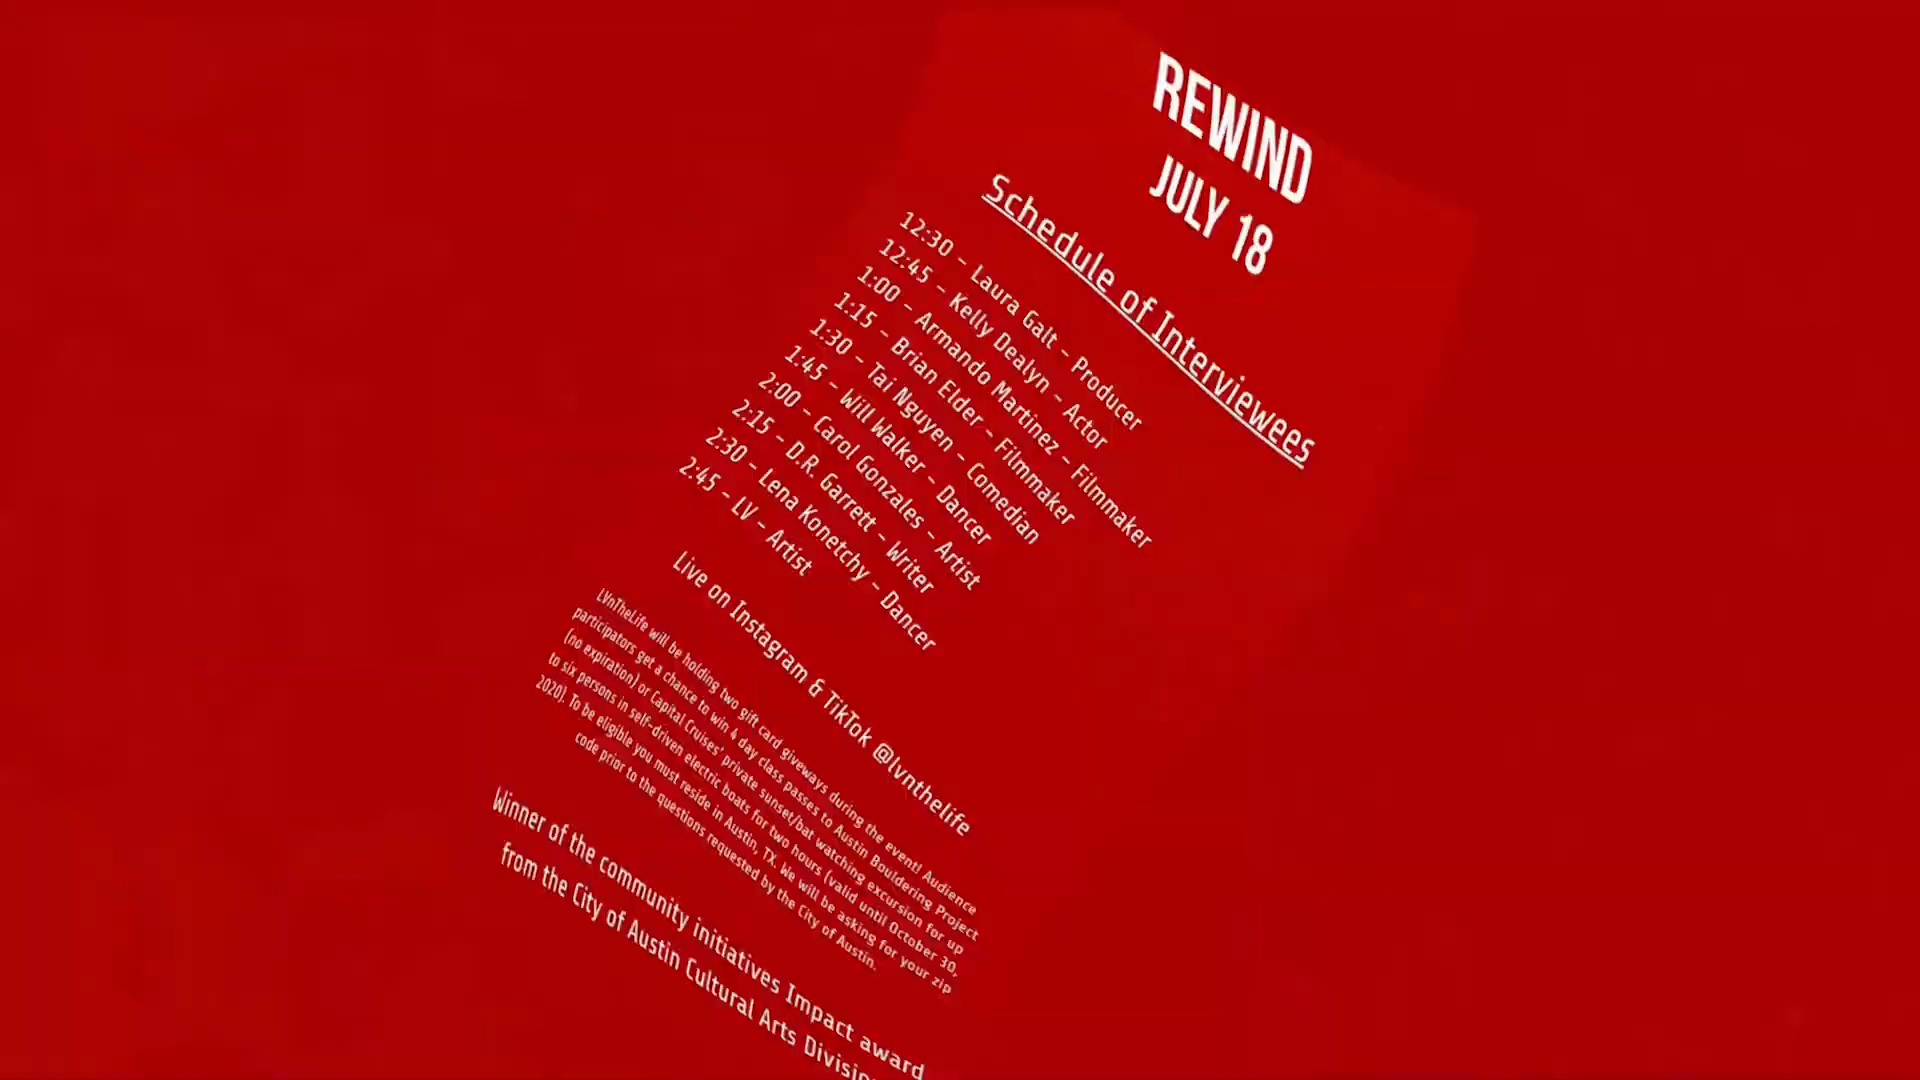 REWIND
JULY 18
Schedule of Interviewees
12:30 - Laura Galt - Producer
12:45 - Kelly Dealyn - Actor
1:00 - Armando Martinez - Filmmaker
1:15 - Brian Elder - Filmmaker
1:30 - Tai Nguyen - Comedian
1:45 - Will Walker - Dancer
2:00 - Carol Gonzales - Artist
2:15 - D.R. Garrett - Writer
2:30 - Lena Konetchy - Dancer
2:45 - LV - Artist
Live on Instagram & TikTok @lvnthelife
LVnTheLife will be holding two gift card giveways during the event! Audience
participators get a chance to win 4 day class passes to Austin Bouldering Project
(no expiration) or Capital Cruises' private sunset/bat watching excursion for up
to six persons in self-driven electric boats for two hours (valid until October 30,
2020). To be eligible you must reside in Austin, TX. We will be asking for your zip
code prior to the questions requested by the City of Austin.
Winner of the community initiatives Impact award
from the City of Austin Cultural Arts Division